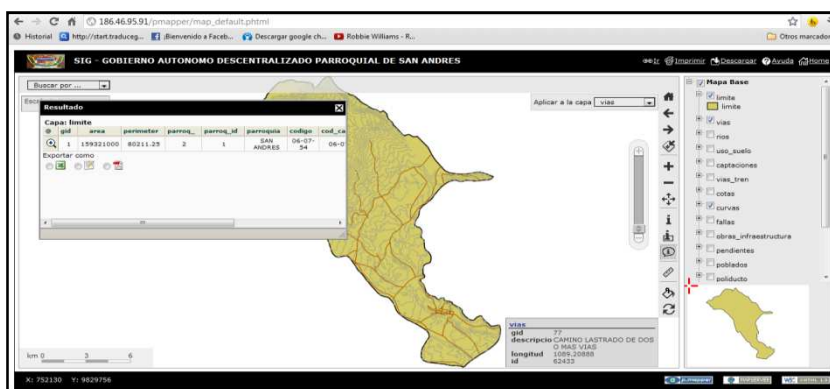 186.46.95.91/pmapper/map_default.phtml
Historial http://start.traduceg... ¡Bienvenido a Faceb... Descargar google ch... Robbie Williams - R... Otros marcador
SIG - GOBIERNO AUTONOMO DESCENTRALIZADO PARROQUIAL DE SAN ANDRES
Imprimir Descargar Ayuda Home
Buscar por ...
Aplicar a la capa vias
Resultado
Capa: limite
@ gid area perimeter parroq_ parroq_id parroquia codigo cod_ca
1 159321000 80211.25 2 1 SAN ANDRES 06-07-54 06-0
Exportar como
Mapa Base
limite
limite
vias
rios
uso_suelo
captaciones
vias_tren
cotas
curvas
fallas
obras_infraestructura
pendientes
poblados
poliducto
vias
gid 77
descripcio CAMINO LASTRADO DE DOS
O MAS VIAS
longitud 1089.20888
id 62433
km 0 3 6
X: 752130 Y: 9829756